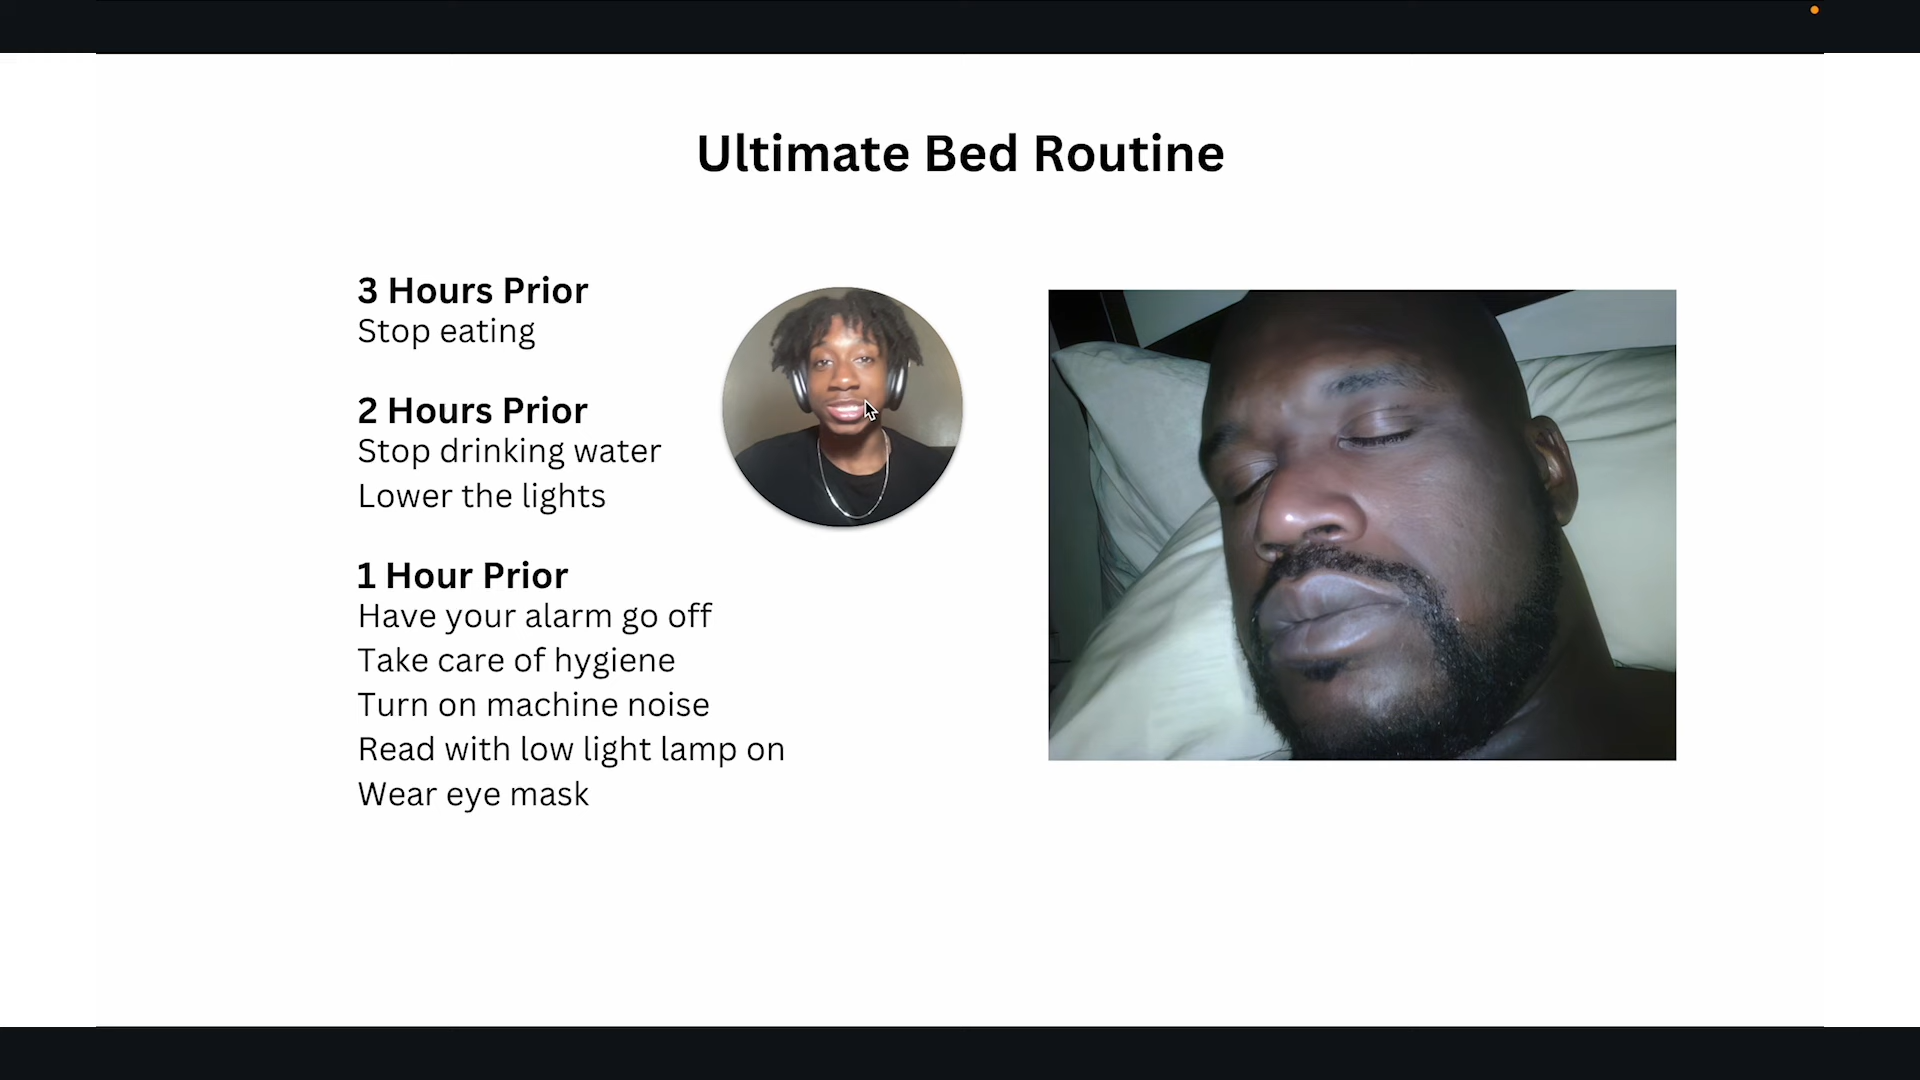 Ultimate Bed Routine
3 Hours Prior
Stop eating
2 Hours Prior
Stop drinking water
Lower the lights
1 Hour Prior
Have your alarm go off
Take care of hygiene
Turn on machine noise
Read with low light lamp on
Wear eye mask